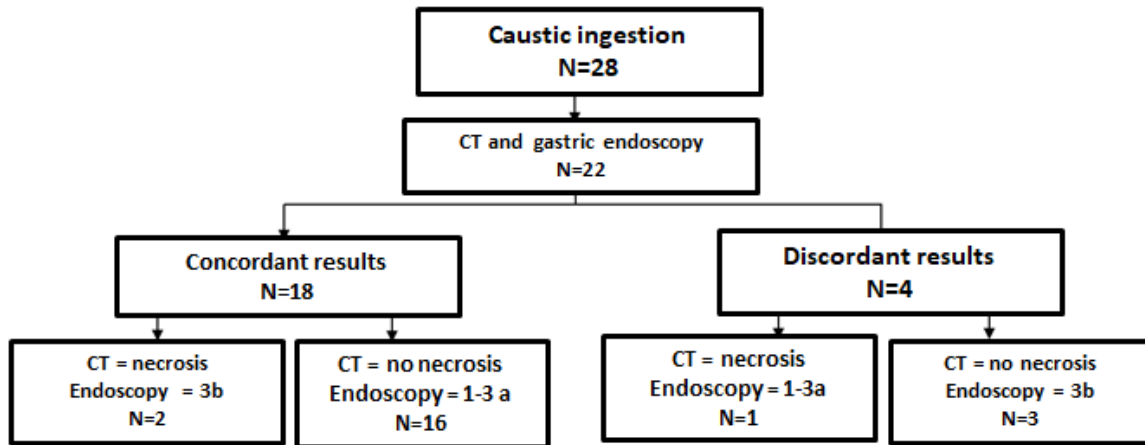 Caustic ingestion
N=28
CT and gastric endoscopy
N=22
Concordant results
N=18
Discordant results
N=4
CT = necrosis
Endoscopy = 3b
N=2
CT = no necrosis
Endoscopy = 1-3 a
N=16
CT = necrosis
Endoscopy = 1-3a
N=1
CT = no necrosis
Endoscopy = 3b
N=3